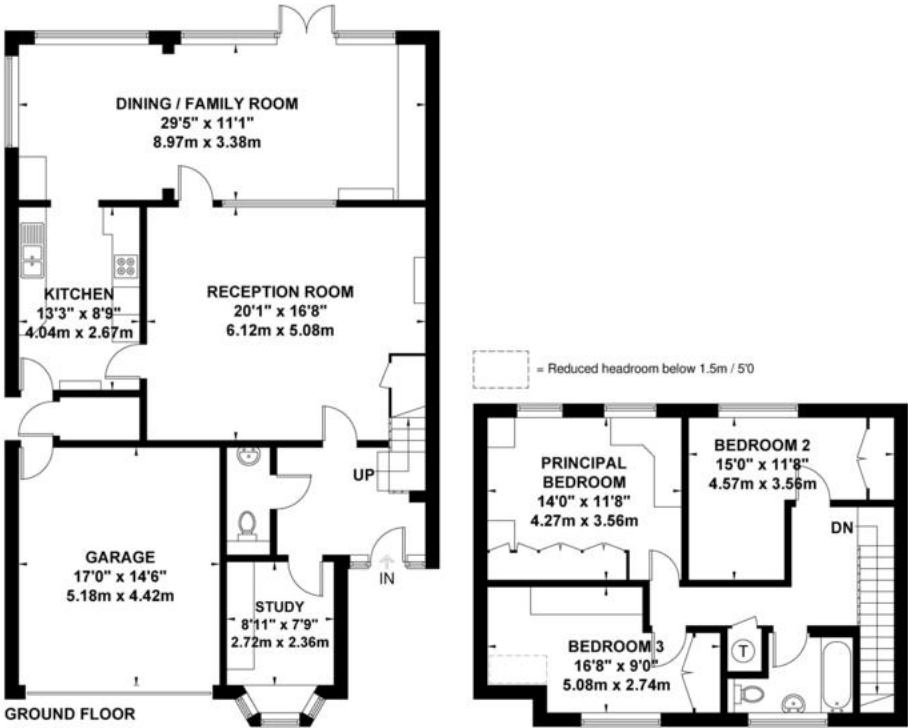 DINING / FAMILY ROOM
29'5" x 11'1"
8.97m x 3.38m
KITCHEN
13'3" x 8'9"
4.04m x 2.67m
RECEPTION ROOM
20'1" x 16'8"
6.12m x 5.08m
UP
IN
GARAGE
17'0" x 14'6"
5.18m x 4.42m
STUDY
8'11" x 7'9"
2.72m x 2.36m
GROUND FLOOR
= Reduced headroom below 1.5m / 5'0
PRINCIPAL
BEDROOM
14'0" x 11'8"
4.27m x 3.56m
BEDROOM 2
15'0" x 11'8"
4.57m x 3.56m
DN
BEDROOM 3
16'8" x 9'0"
5.08m x 2.74m
T